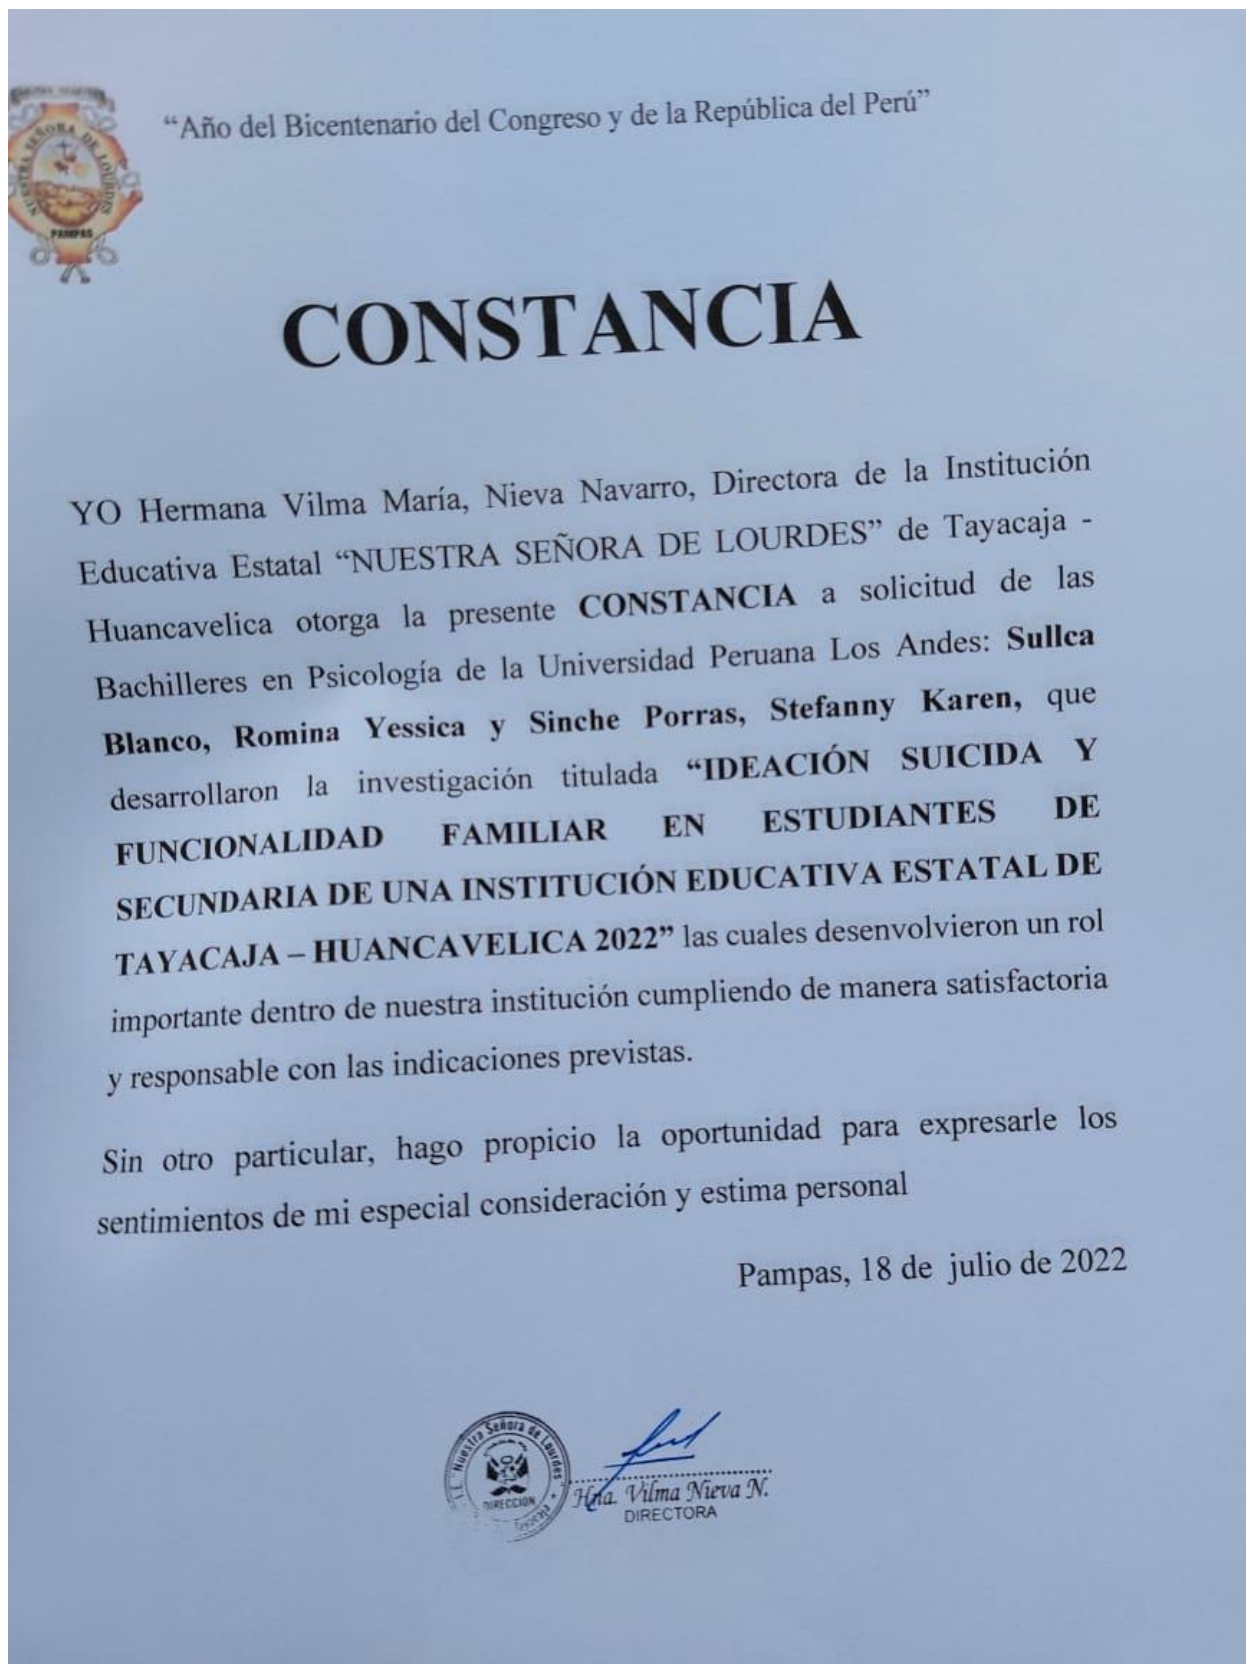 “Año del Bicentenario del Congreso y de la República del Perú”
NUESTRA SEÑORA DE LOURDES
PAMPAS
CONSTANCIA
YO Hermana Vilma María, Nieva Navarro, Directora de la Institución
Educativa Estatal “NUESTRA SEÑORA DE LOURDES” de Tayacaja -
Huancavelica otorga la presente CONSTANCIA a solicitud de las
Bachilleres en Psicología de la Universidad Peruana Los Andes: Sullca
Blanco, Romina Yessica y Sinche Porras, Stefanny Karen, que
desarrollaron la investigación titulada “IDEACIÓN SUICIDA Y
FUNCIONALIDAD FAMILIAR EN ESTUDIANTES DE
SECUNDARIA DE UNA INSTITUCIÓN EDUCATIVA ESTATAL DE
TAYACAJA – HUANCAVELICA 2022” las cuales desenvolvieron un rol
importante dentro de nuestra institución cumpliendo de manera satisfactoria
y responsable con las indicaciones previstas.
Sin otro particular, hago propicio la oportunidad para expresarle los
sentimientos de mi especial consideración y estima personal
Pampas, 18 de julio de 2022
I.E. "Nuestra Señora de Lourdes"
DIRECCION
Hna. Vilma Nieva N.
DIRECTORA